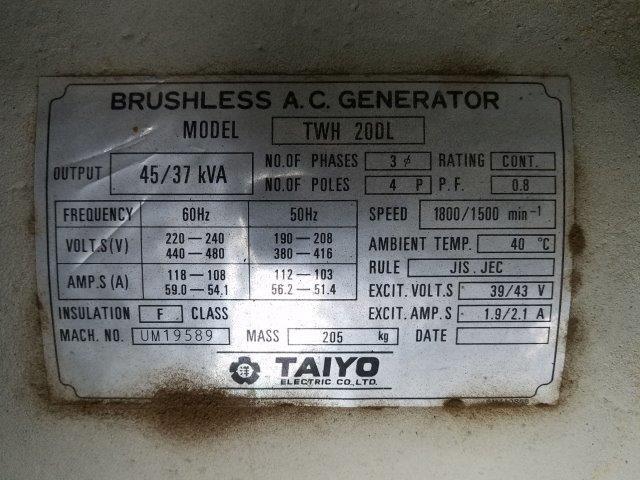 BRUSHLESS A.C. GENERATOR
MODEL TWH 20DL
OUTPUT 45/37 kVA
NO.OF PHASES 3 ϕ RATING CONT.
NO.OF POLES 4 P P.F. 0.8
FREQUENCY 60Hz 50Hz SPEED 1800/1500 min⁻¹
VOLT.S(V) 220—240 190—208
440—480 380—416
AMBIENT TEMP. 40 °C
RULE JIS.JEC
AMP.S(A) 118—108 112—103
59.0—54.1 56.2—51.4
EXCIT.VOLT.S 39/43 V
INSULATION F CLASS EXCIT.AMP.S 1.9/2.1 A
MACH. NO. UM19589 MASS 205 kg DATE
洋 TAIYO
ELECTRIC CO.,LTD.